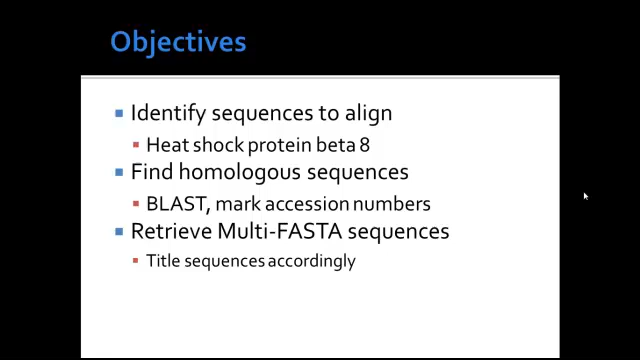 Objectives
Identify sequences to align
Heat shock protein beta 8
Find homologous sequences
BLAST, mark accession numbers
Retrieve Multi-FASTA sequences
Title sequences accordingly